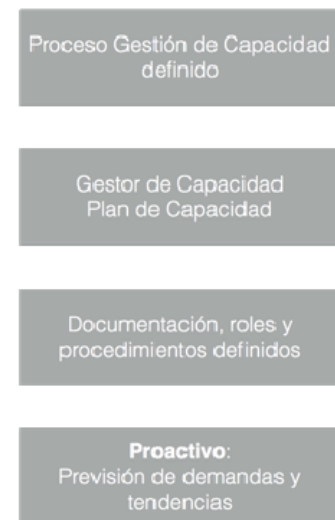 Proceso Gestión de Capacidad
definido
Gestor de Capacidad
Plan de Capacidad
Documentación, roles y
procedimientos definidos
Proactivo:
Previsión de demandas y
tendencias